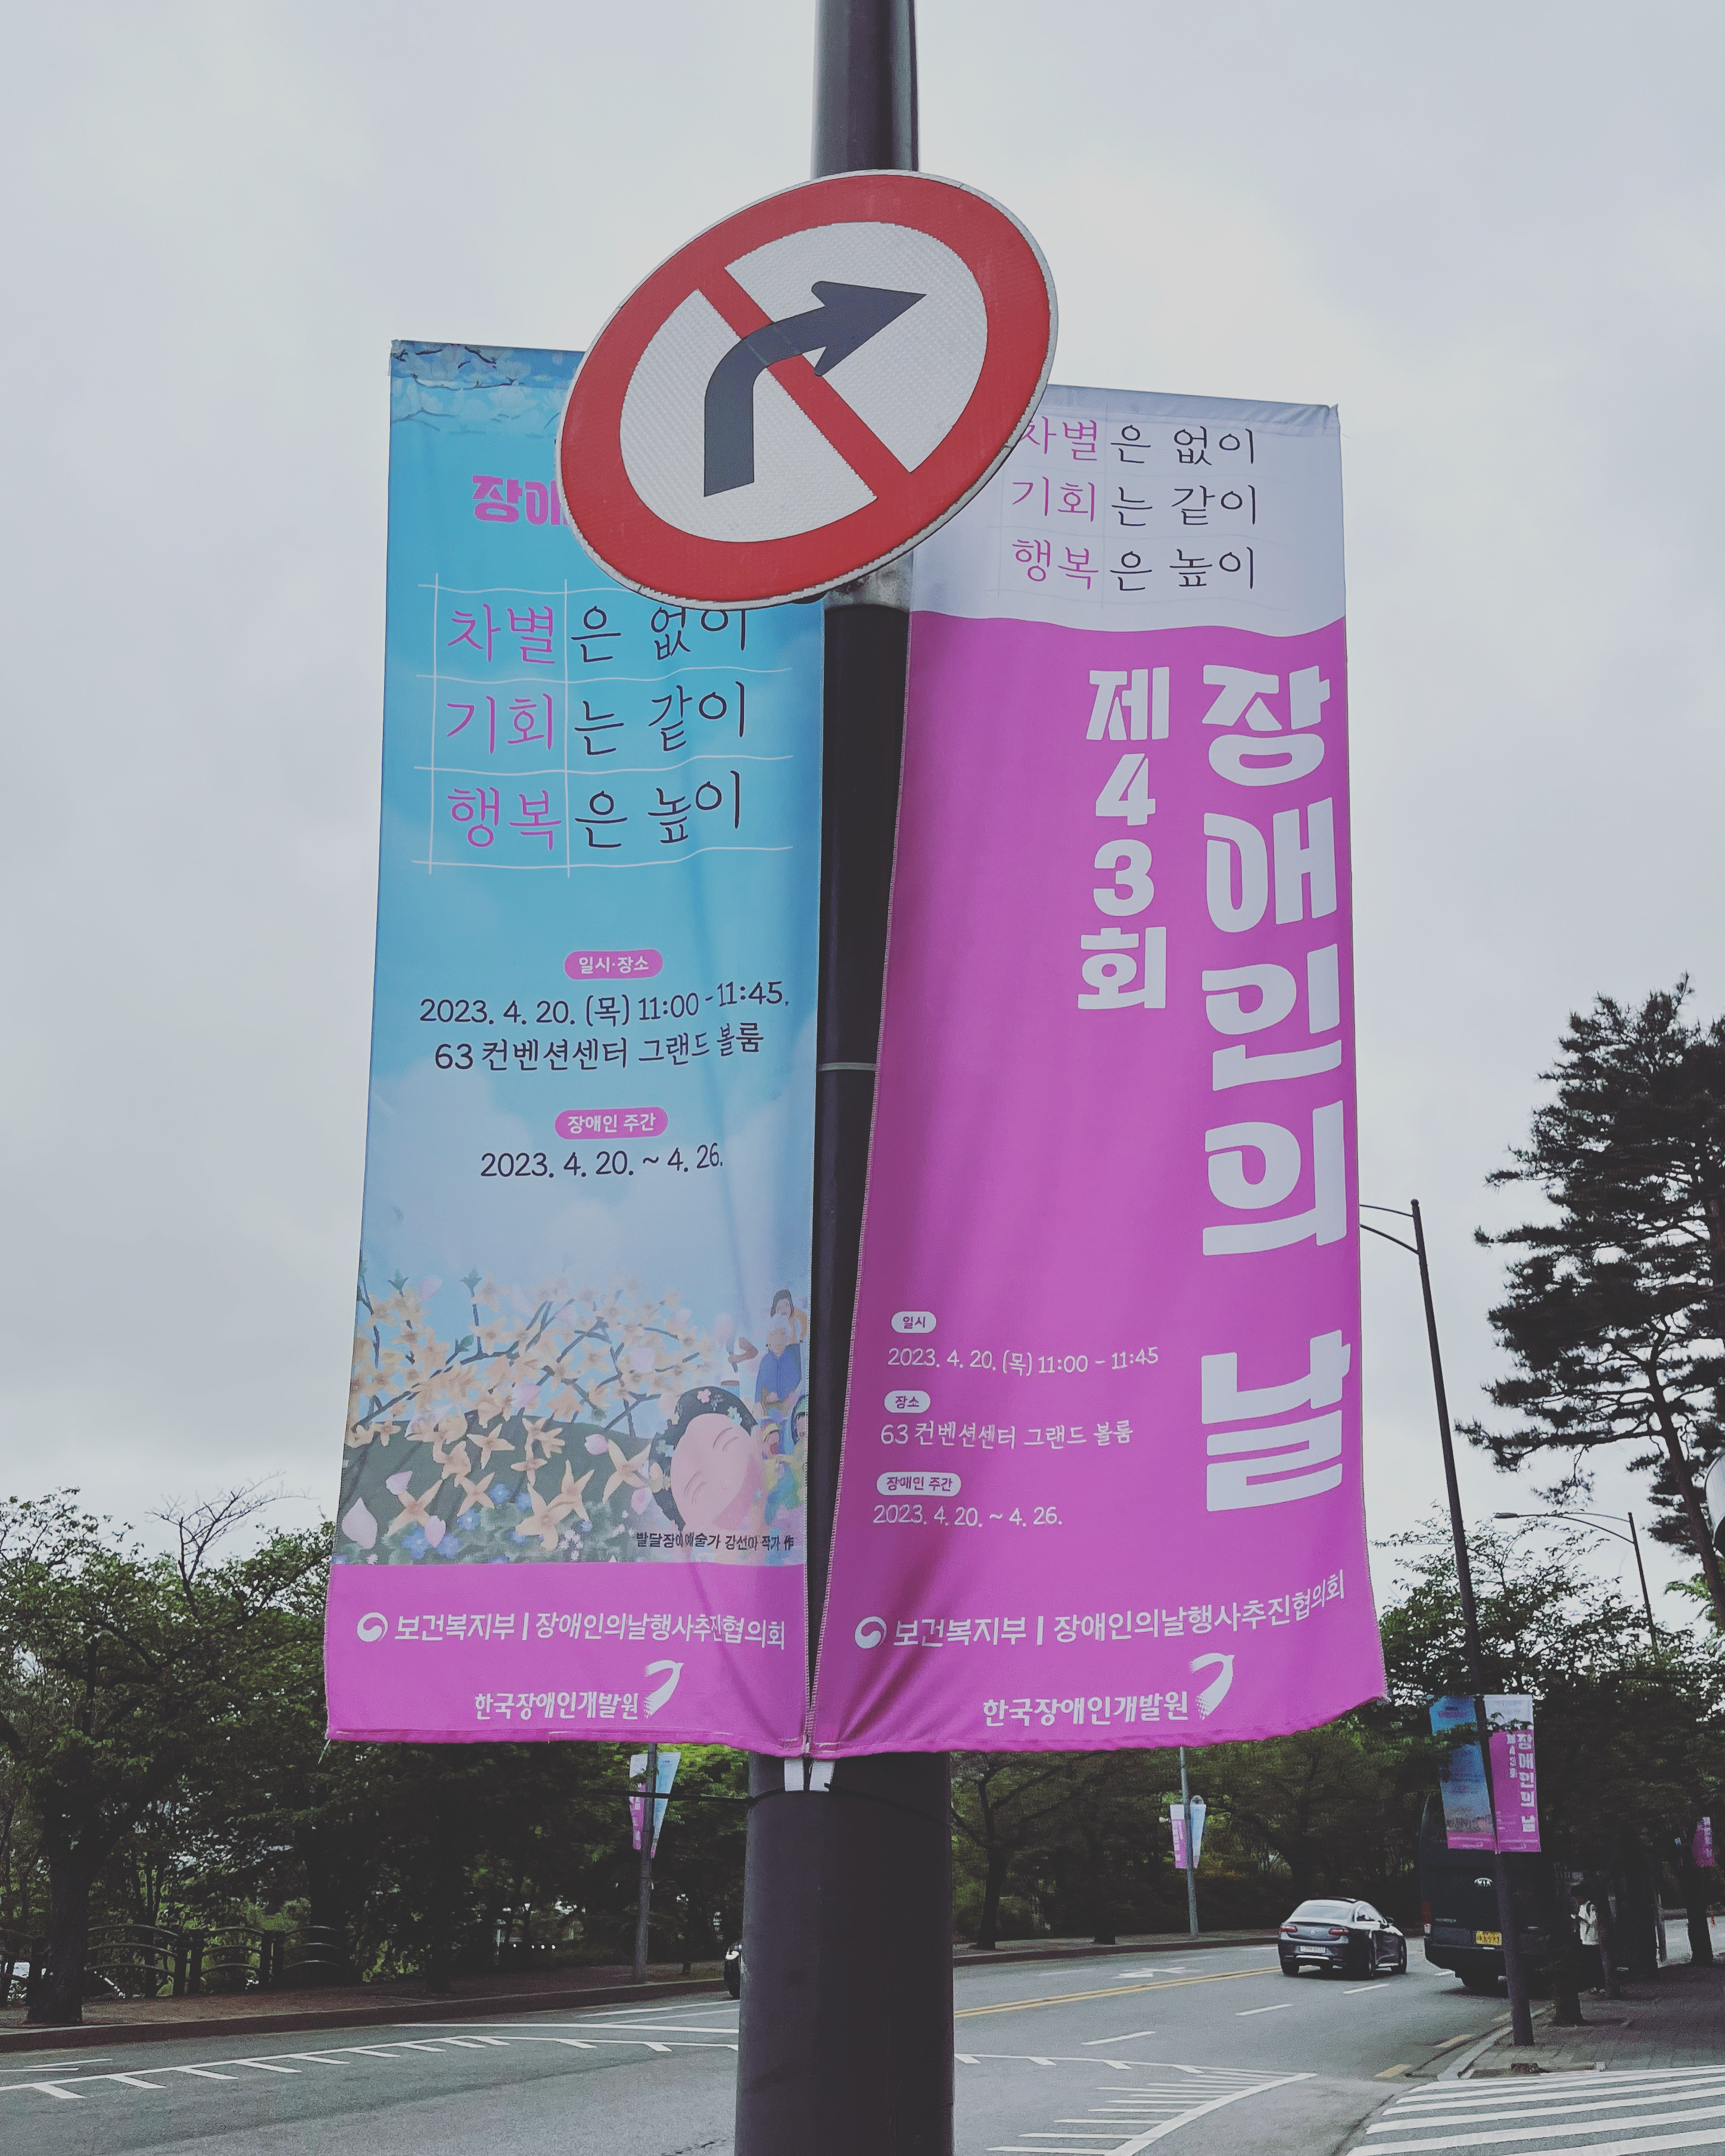 차별은 없이
기회는 같이
행복은 높이
일시·장소
2023. 4. 20. (목) 11:00 - 11:45.
63 컨벤션센터 그랜드 볼룸
장애인 주간
2023. 4. 20. ~ 4. 26.
발달장애 예술가 강선아 작가 作
보건복지부 | 장애인의날행사추진협의회
한국장애인개발원
차별은 없이
기회는 같이
행복은 높이
제43회
장애인의 날
일시
2023. 4. 20. (목) 11:00 - 11:45
장소
63 컨벤션센터 그랜드 볼룸
장애인 주간
2023. 4. 20. ~ 4. 26.
보건복지부 | 장애인의날행사추진협의회
한국장애인개발원
제43회
장애인의 날
KIA